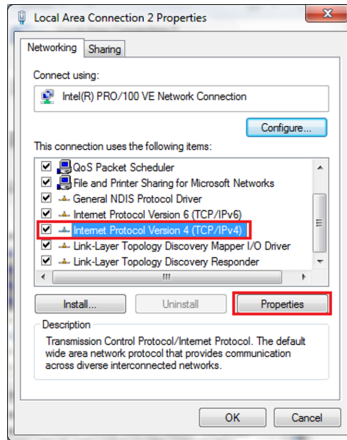 Local Area Connection 2 Properties
Networking
Sharing
Connect using:
Intel(R) PRO/100 VE Network Connection
Configure...
This connection uses the following items:
QoS Packet Scheduler
File and Printer Sharing for Microsoft Networks
General NDIS Protocol Driver
Internet Protocol Version 6 (TCP/IPv6)
Internet Protocol Version 4 (TCP/IPv4)
Link-Layer Topology Discovery Mapper I/O Driver
Link-Layer Topology Discovery Responder
Install...
Uninstall
Properties
Description
Transmission Control Protocol/Internet Protocol. The default
wide area network protocol that provides communication
across diverse interconnected networks.
OK
Cancel